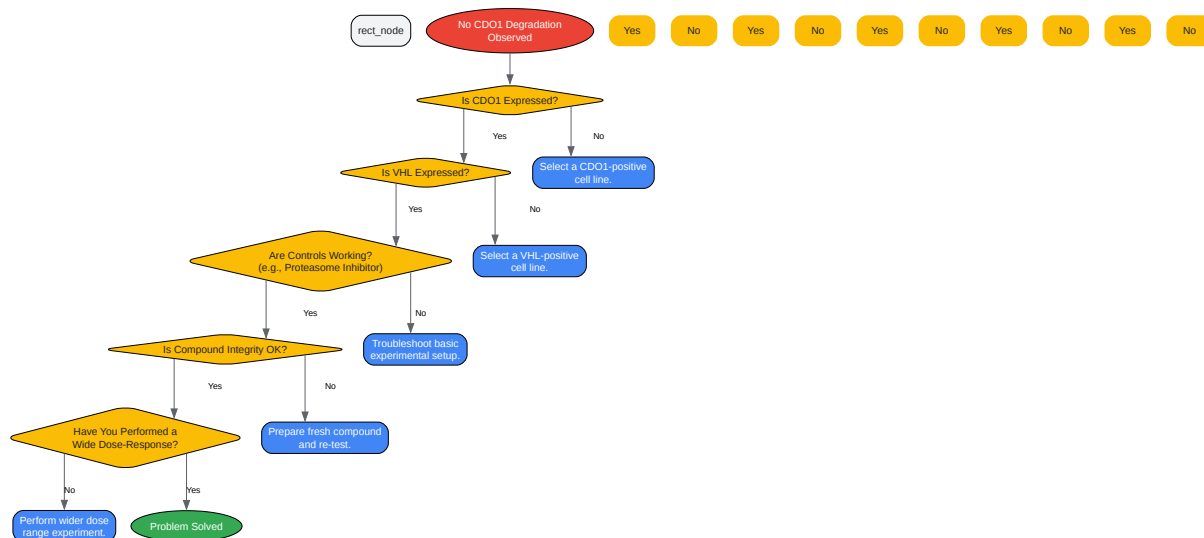 rect_node
No CDO1 Degradation
Observed
Yes
No
Yes
No
Yes
No
Yes
No
Yes
No
Is CDO1 Expressed?
Yes
No
Is VHL Expressed?
Select a CDO1-positive
cell line.
Yes
No
Are Controls Working?
(e.g., Proteasome Inhibitor)
Select a VHL-positive
cell line.
Yes
No
Is Compound Integrity OK?
Troubleshoot basic
experimental setup.
Yes
No
Have You Performed a
Wide Dose-Response?
Prepare fresh compound
and re-test.
No
Yes
Perform wider dose
range experiment.
Problem Solved